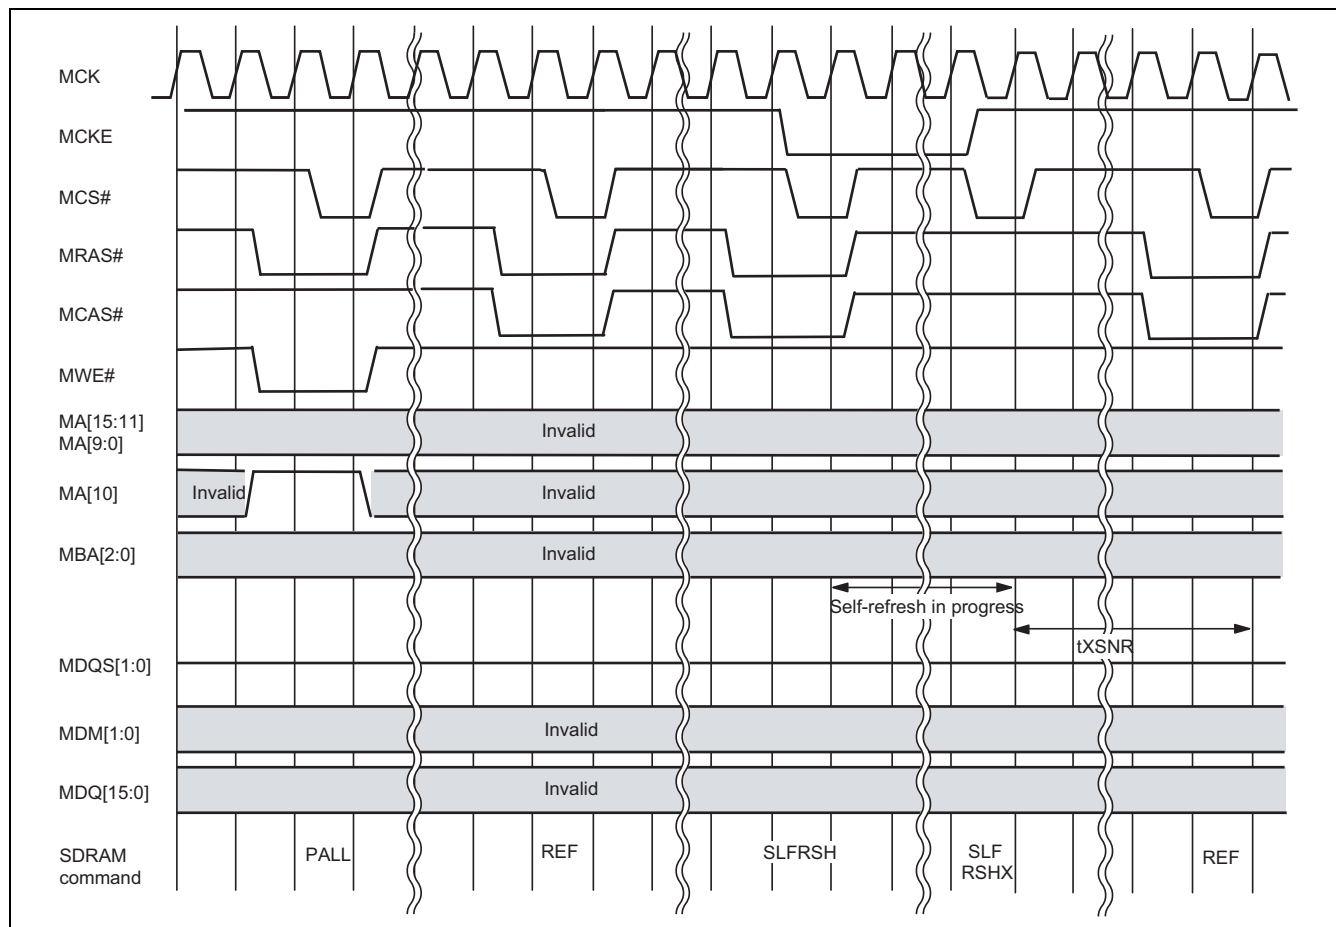 MCK
MCKE
MCS#
MRAS#
MCAS#
MWE#
MA[15:11]
MA[9:0]
Invalid
MA[10]
Invalid
Invalid
MBA[2:0]
Invalid
Self-refresh in progress
tXSNR
MDQS[1:0]
MDM[1:0]
Invalid
MDQ[15:0]
Invalid
SDRAM
command
PALL
REF
SLFRSH
SLF
RSHX
REF